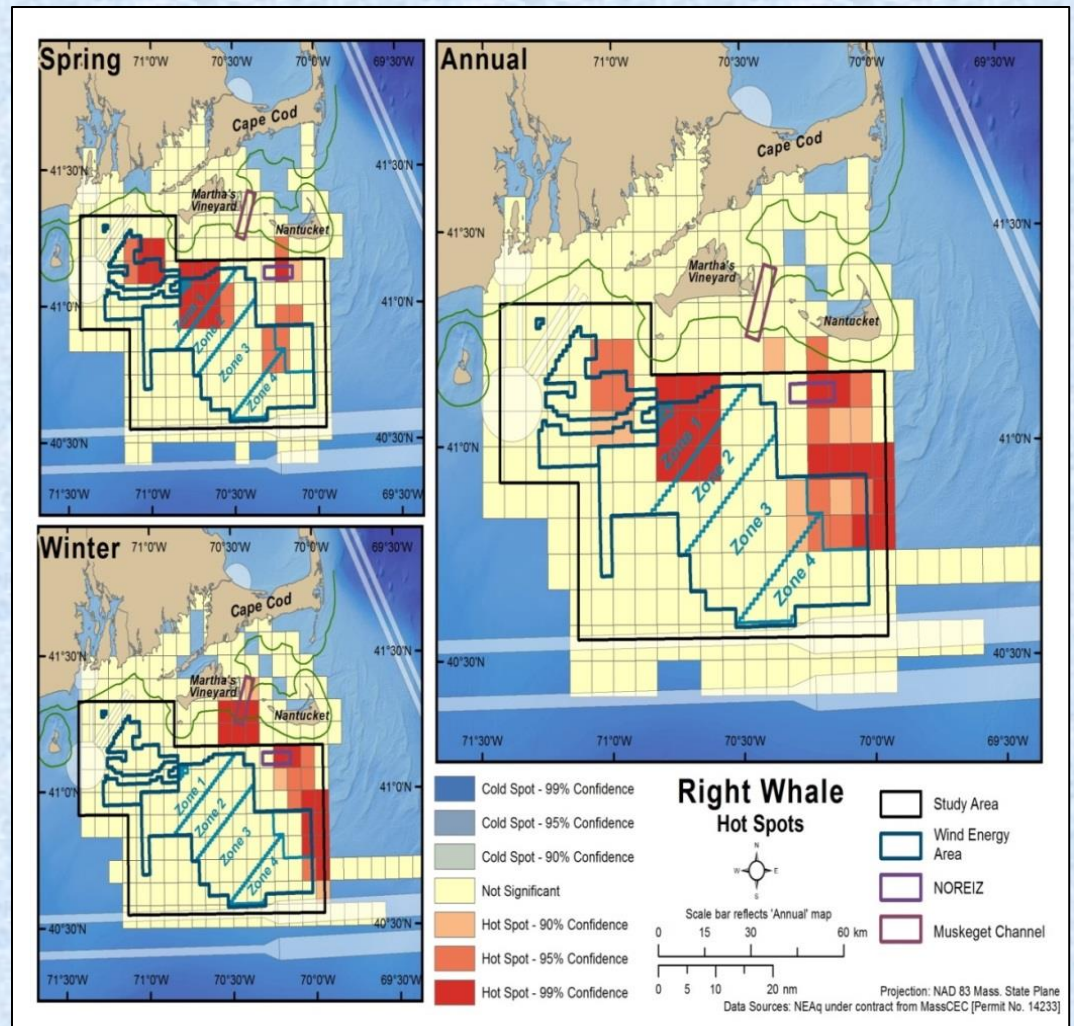 Spring
71°0'W
70°30'W
70°0'W
69°30'W
Cape Cod
41°30'N
Martha's
Vineyard
Nantucket
41°0'N
Zone 3
Zone 4
40°30'N
71°30'W
71°0'W
70°30'W
70°0'W
Winter
71°0'W
70°30'W
70°0'W
69°30'W
Cape Cod
41°30'N
Martha's
Vineyard
Nantucket
41°0'N
Zone 1
Zone 2
Zone 3
Zone 4
40°30'N
71°30'W
71°0'W
70°30'W
70°0'W
69°30'W
Annual
71°0'W
70°30'W
70°0'W
69°30'W
Cape Cod
41°30'N
41°30'N
Martha's
Vineyard
Nantucket
41°0'N
41°0'N
Zone 1
Zone 2
Zone 3
Zone 4
40°30'N
40°30'N
71°30'W
71°0'W
70°30'W
70°0'W
Cold Spot - 99% Confidence
Cold Spot - 95% Confidence
Cold Spot - 90% Confidence
Not Significant
Hot Spot - 90% Confidence
Hot Spot - 95% Confidence
Hot Spot - 99% Confidence
Right Whale
Hot Spots
N
W E
S
Scale bar reflects 'Annual' map
0 15 30 60 km
0 5 10 20 nm
Study Area
Wind Energy
Area
NOREIZ
Muskeget Channel
Projection: NAD 83 Mass. State Plane
Data Sources: NEAq under contract from MassCEC [Permit No. 14233]